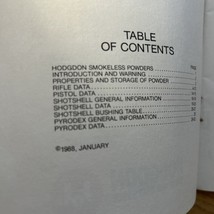 TABLE
OF CONTENTS
HODGDON SMOKELESS POWDERS
INTRODUCTION AND WARNING
PROPERTIES AND STORAGE OF POWDER
RIFLE DATA
PISTOL DATA
SHOTSHELL GENERAL INFORMATION
SHOTSHELL DATA
SHOTSHELL BUSHING TABLE
PYRODEX GENERAL INFORMATION
PYRODEX DATA
©1988, JANUARY